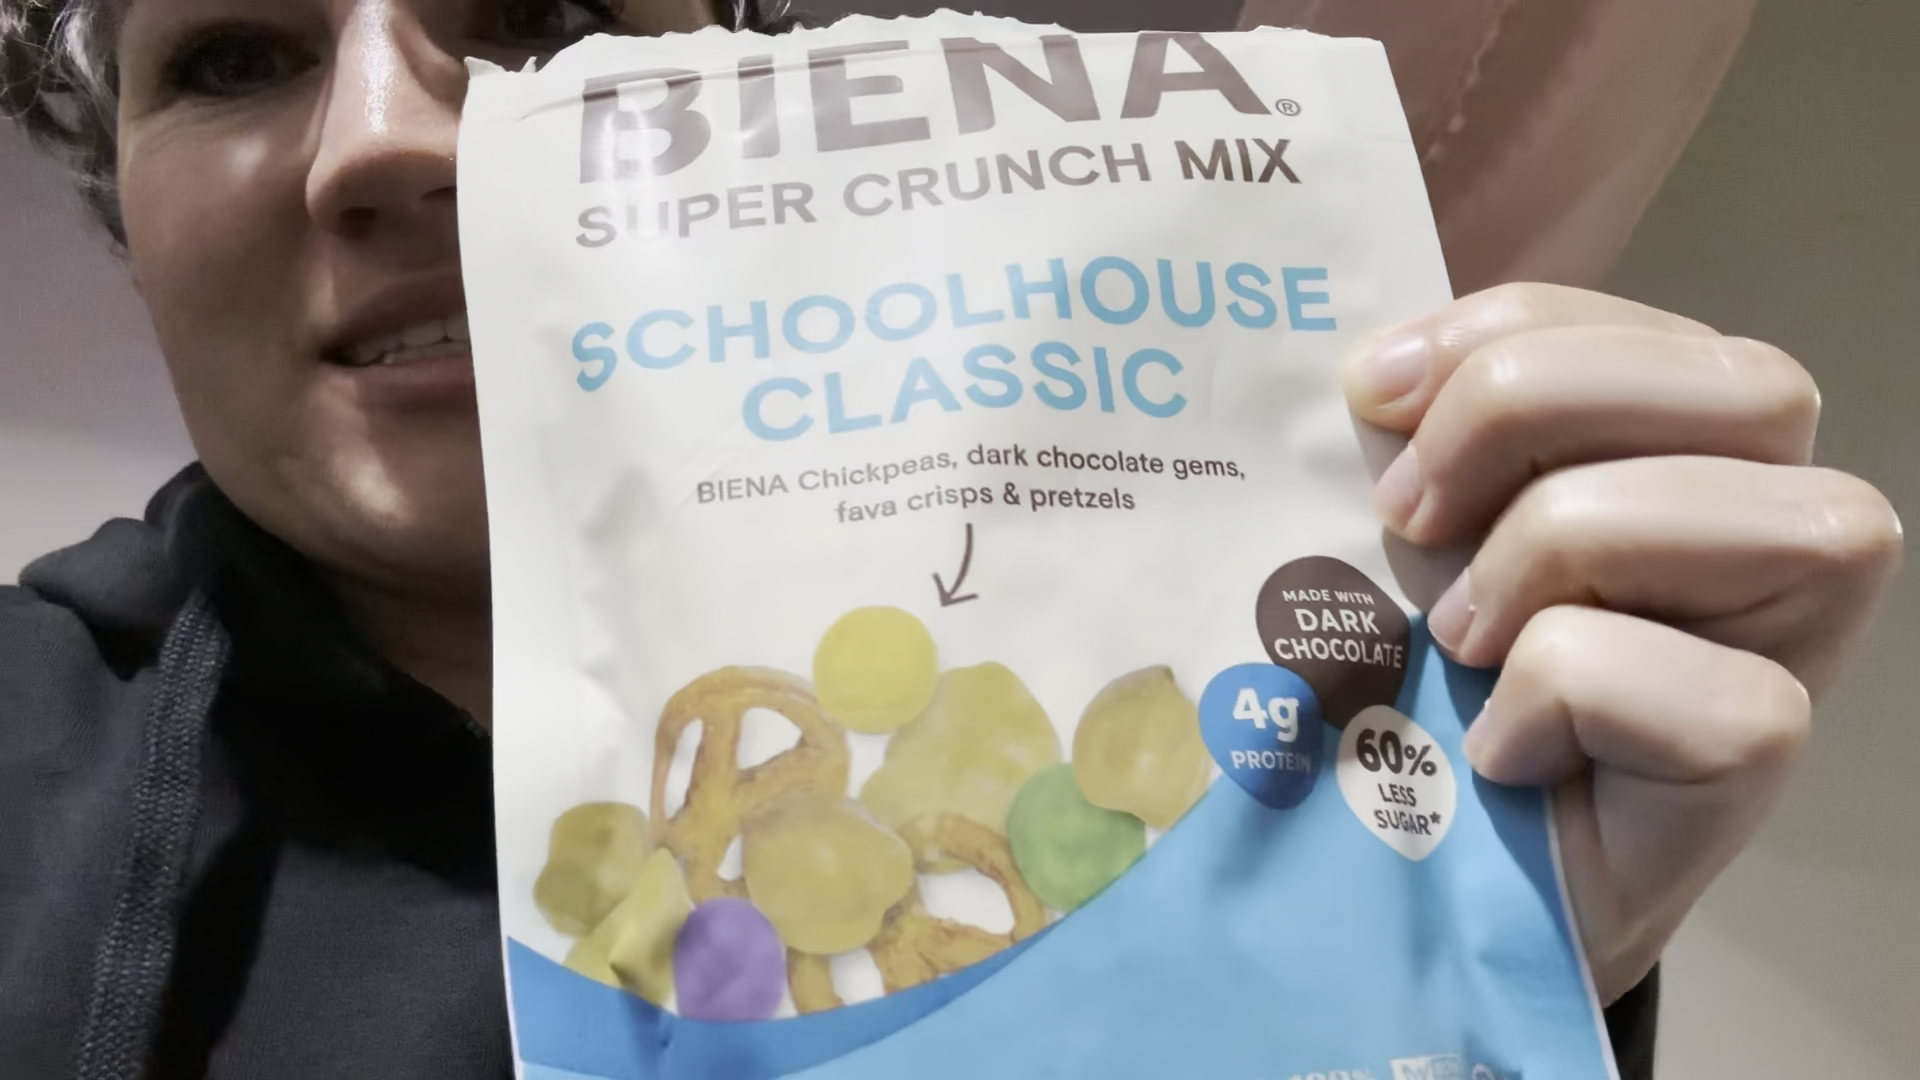 BIENA®
SUPER CRUNCH MIX
SCHOOLHOUSE
CLASSIC
BIENA Chickpeas, dark chocolate gems,
fava crisps & pretzels
MADE WITH
DARK
CHOCOLATE
4g
PROTEIN
60%
LESS
SUGAR*